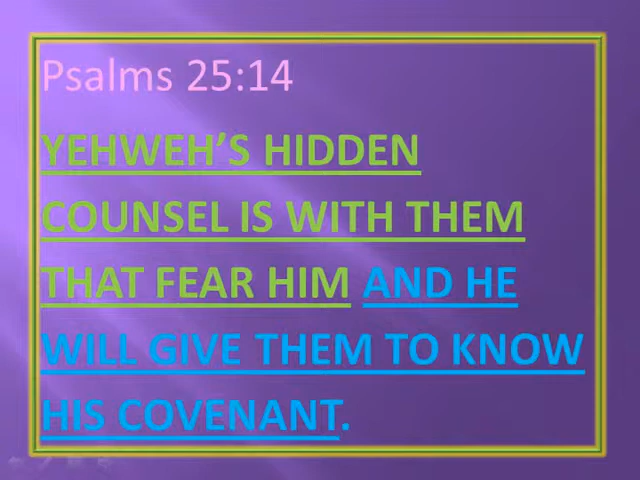 Psalms 25:14
YEHWEH’S HIDDEN
COUNSEL IS WITH THEM
THAT FEAR HIM AND HE
WILL GIVE THEM TO KNOW
HIS COVENANT.